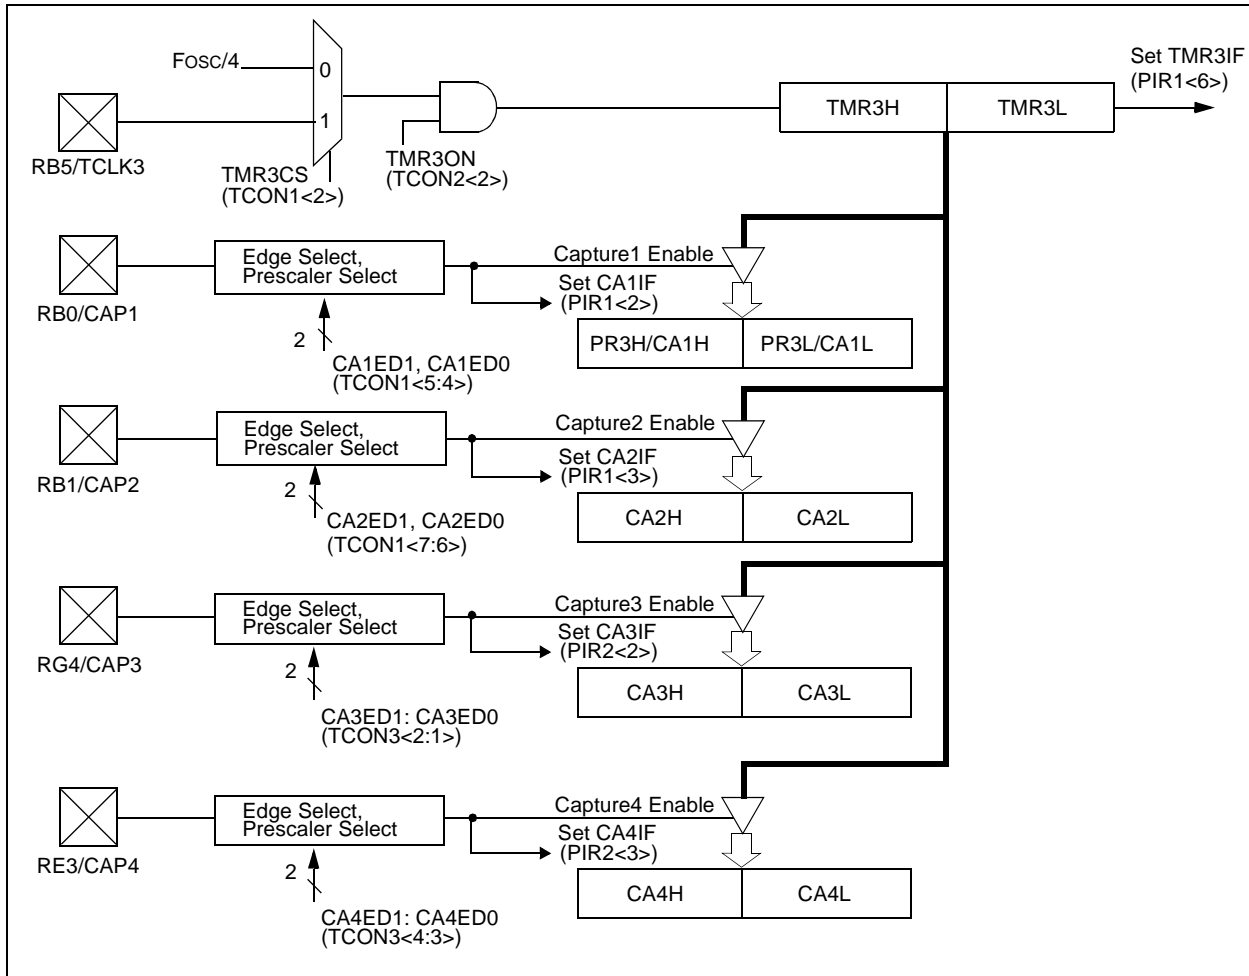 FOSC/4
0
1
RB5/TCLK3
TMR3CS
(TCON1<2>)
TMR3ON
(TCON2<2>)
TMR3H
TMR3L
Set TMR3IF
(PIR1<6>)
RB0/CAP1
Edge Select,
Prescaler Select
2
CA1ED1, CA1ED0
(TCON1<5:4>)
Capture1 Enable
Set CA1IF
(PIR1<2>)
PR3H/CA1H
PR3L/CA1L
RB1/CAP2
Edge Select,
Prescaler Select
2
CA2ED1, CA2ED0
(TCON1<7:6>)
Capture2 Enable
Set CA2IF
(PIR1<3>)
CA2H
CA2L
RG4/CAP3
Edge Select,
Prescaler Select
2
CA3ED1: CA3ED0
(TCON3<2:1>)
Capture3 Enable
Set CA3IF
(PIR2<2>)
CA3H
CA3L
RE3/CAP4
Edge Select,
Prescaler Select
2
CA4ED1: CA4ED0
(TCON3<4:3>)
Capture4 Enable
Set CA4IF
(PIR2<3>)
CA4H
CA4L